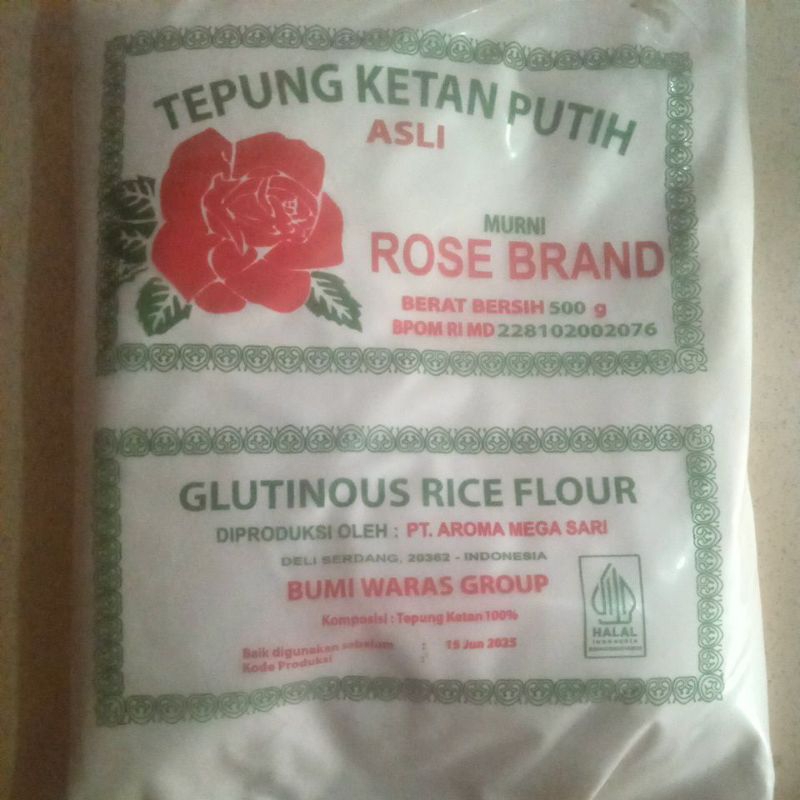 TEPUNG KETAN PUTIH
ASLI
MURNI
ROSE BRAND
BERAT BERSIH 500 g
BPOM RI MD 228102002076
GLUTINOUS RICE FLOUR
DIPRODUKSI OLEH : PT. AROMA MEGA SARI
DELI SERDANG, 20362 - INDONESIA
BUMI WARAS GROUP
Komposisi : Tepung Ketan 100%
Baik digunakan sebelum : 15 Jun 2025
Kode Produksi :
HALAL
INDONESIA